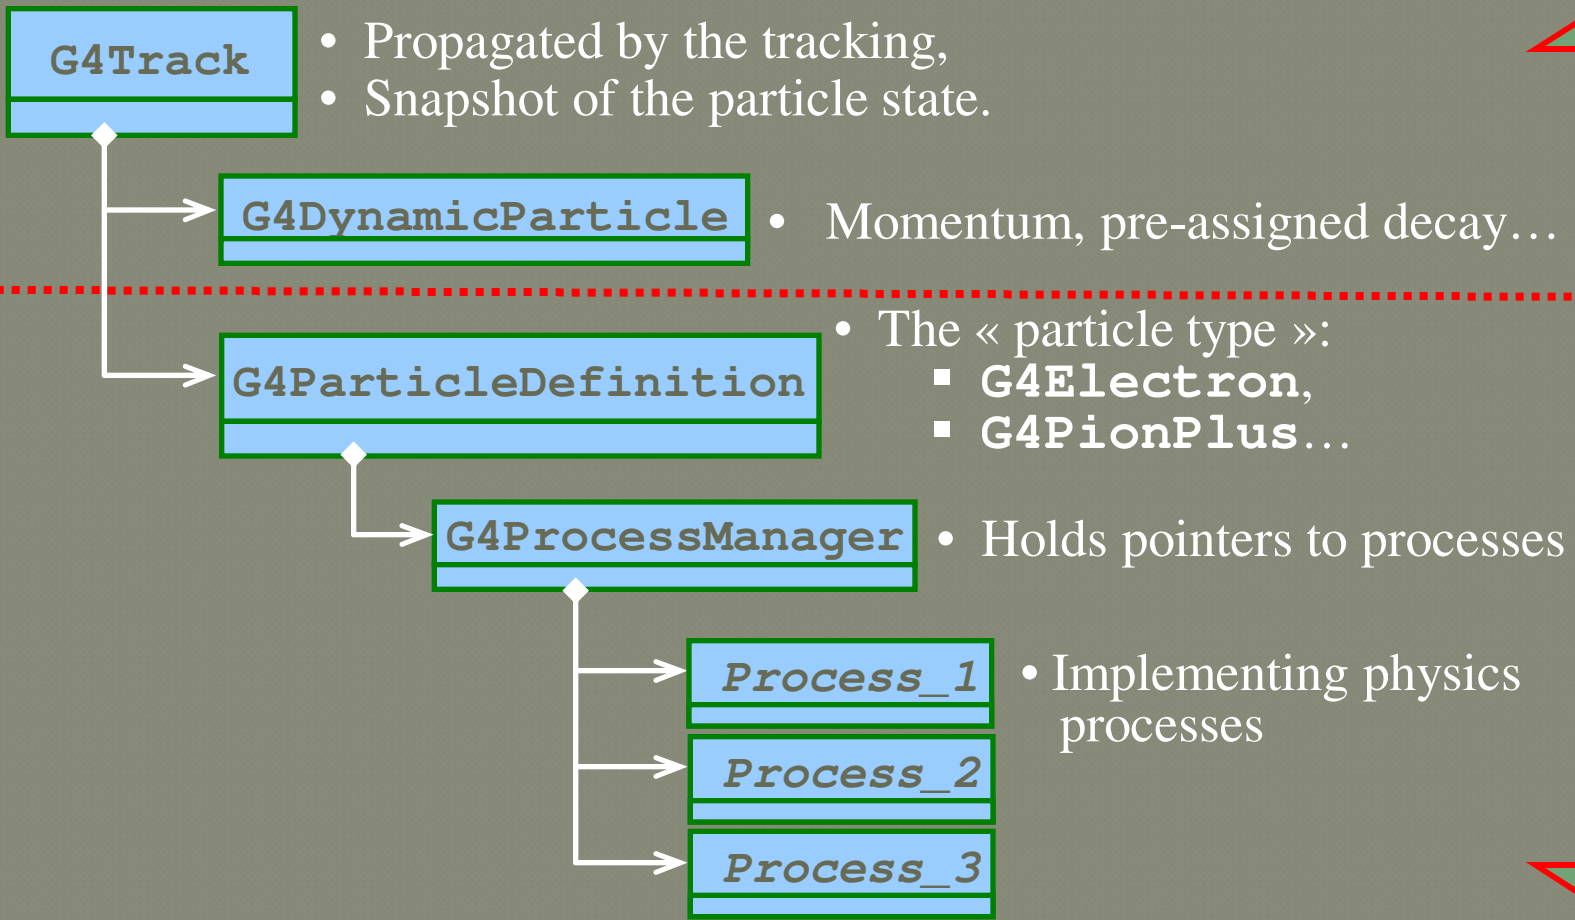 G4Track
• Propagated by the tracking,
• Snapshot of the particle state.
G4DynamicParticle
• Momentum, pre-assigned decay…
G4ParticleDefinition
• The « particle type »:
▪ G4Electron,
▪ G4PionPlus…
G4ProcessManager
• Holds pointers to processes
Process_1
• Implementing physics
processes
Process_2
Process_3